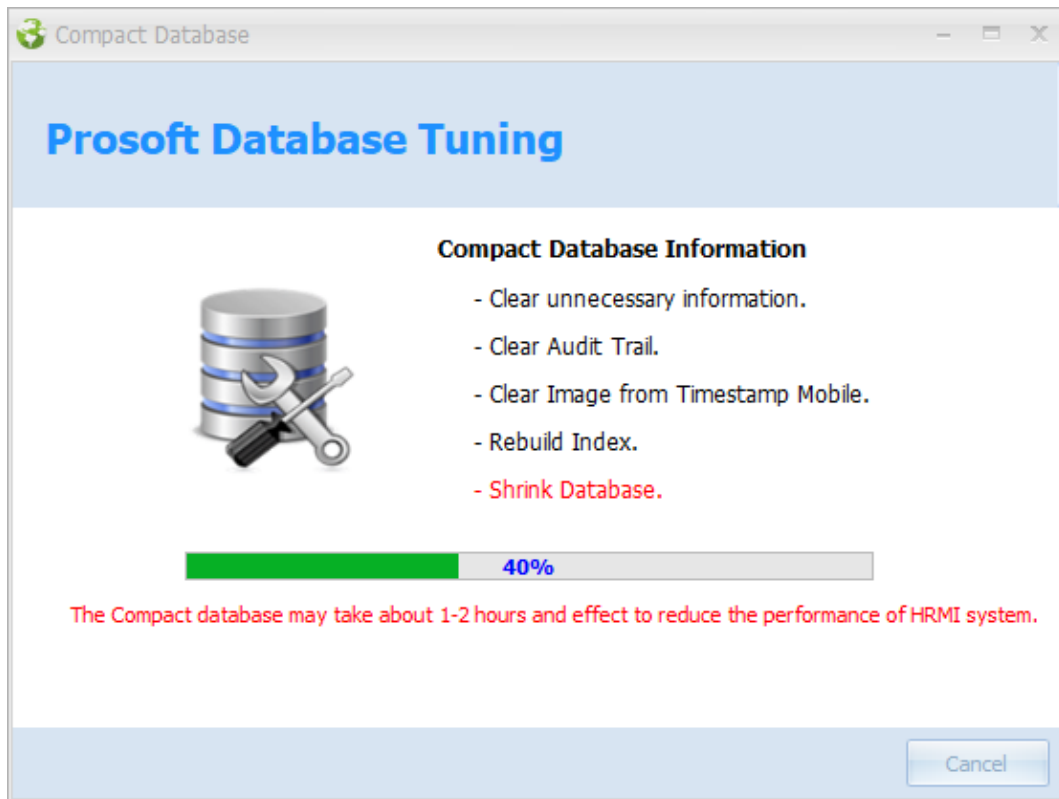 Compact Database
Prosoft Database Tuning
Compact Database Information
- Clear unnecessary information.
- Clear Audit Trail.
- Clear Image from Timestamp Mobile.
- Rebuild Index.
- Shrink Database.
40%
The Compact database may take about 1-2 hours and effect to reduce the performance of HRMI system.
Cancel